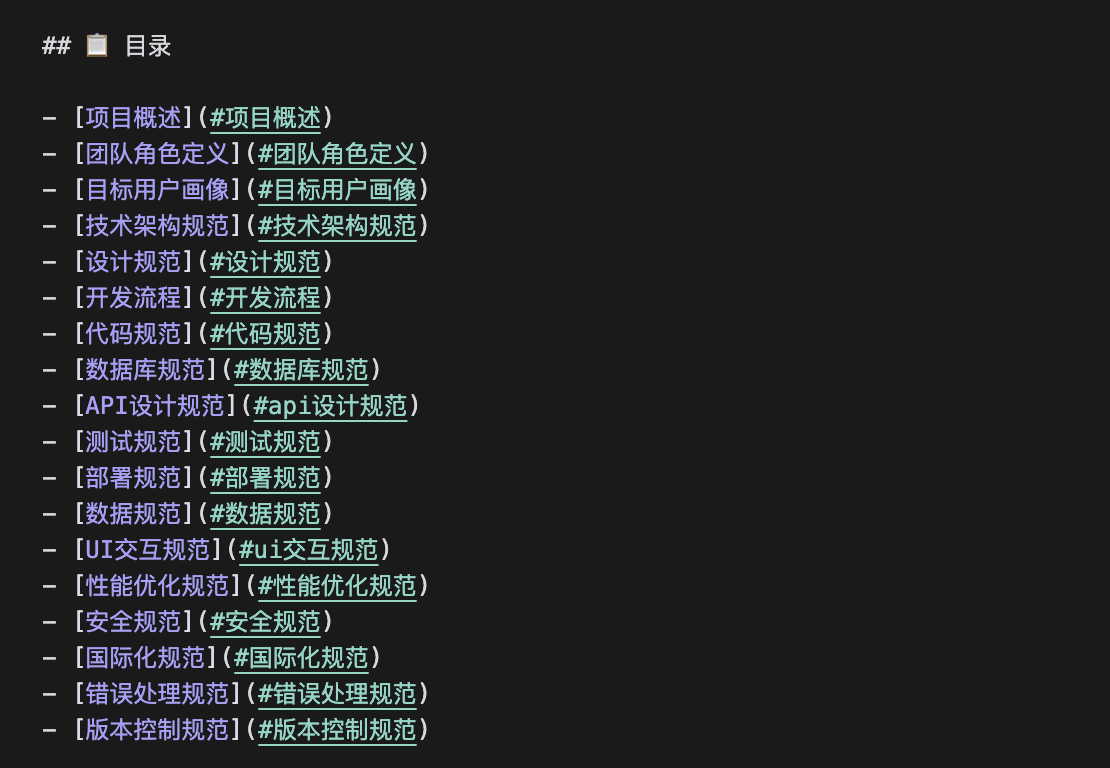 ## 📋 目录
- [项目概述](#项目概述)
- [团队角色定义](#团队角色定义)
- [目标用户画像](#目标用户画像)
- [技术架构规范](#技术架构规范)
- [设计规范](#设计规范)
- [开发流程](#开发流程)
- [代码规范](#代码规范)
- [数据库规范](#数据库规范)
- [API设计规范](#api设计规范)
- [测试规范](#测试规范)
- [部署规范](#部署规范)
- [数据规范](#数据规范)
- [UI交互规范](#ui交互规范)
- [性能优化规范](#性能优化规范)
- [安全规范](#安全规范)
- [国际化规范](#国际化规范)
- [错误处理规范](#错误处理规范)
- [版本控制规范](#版本控制规范)